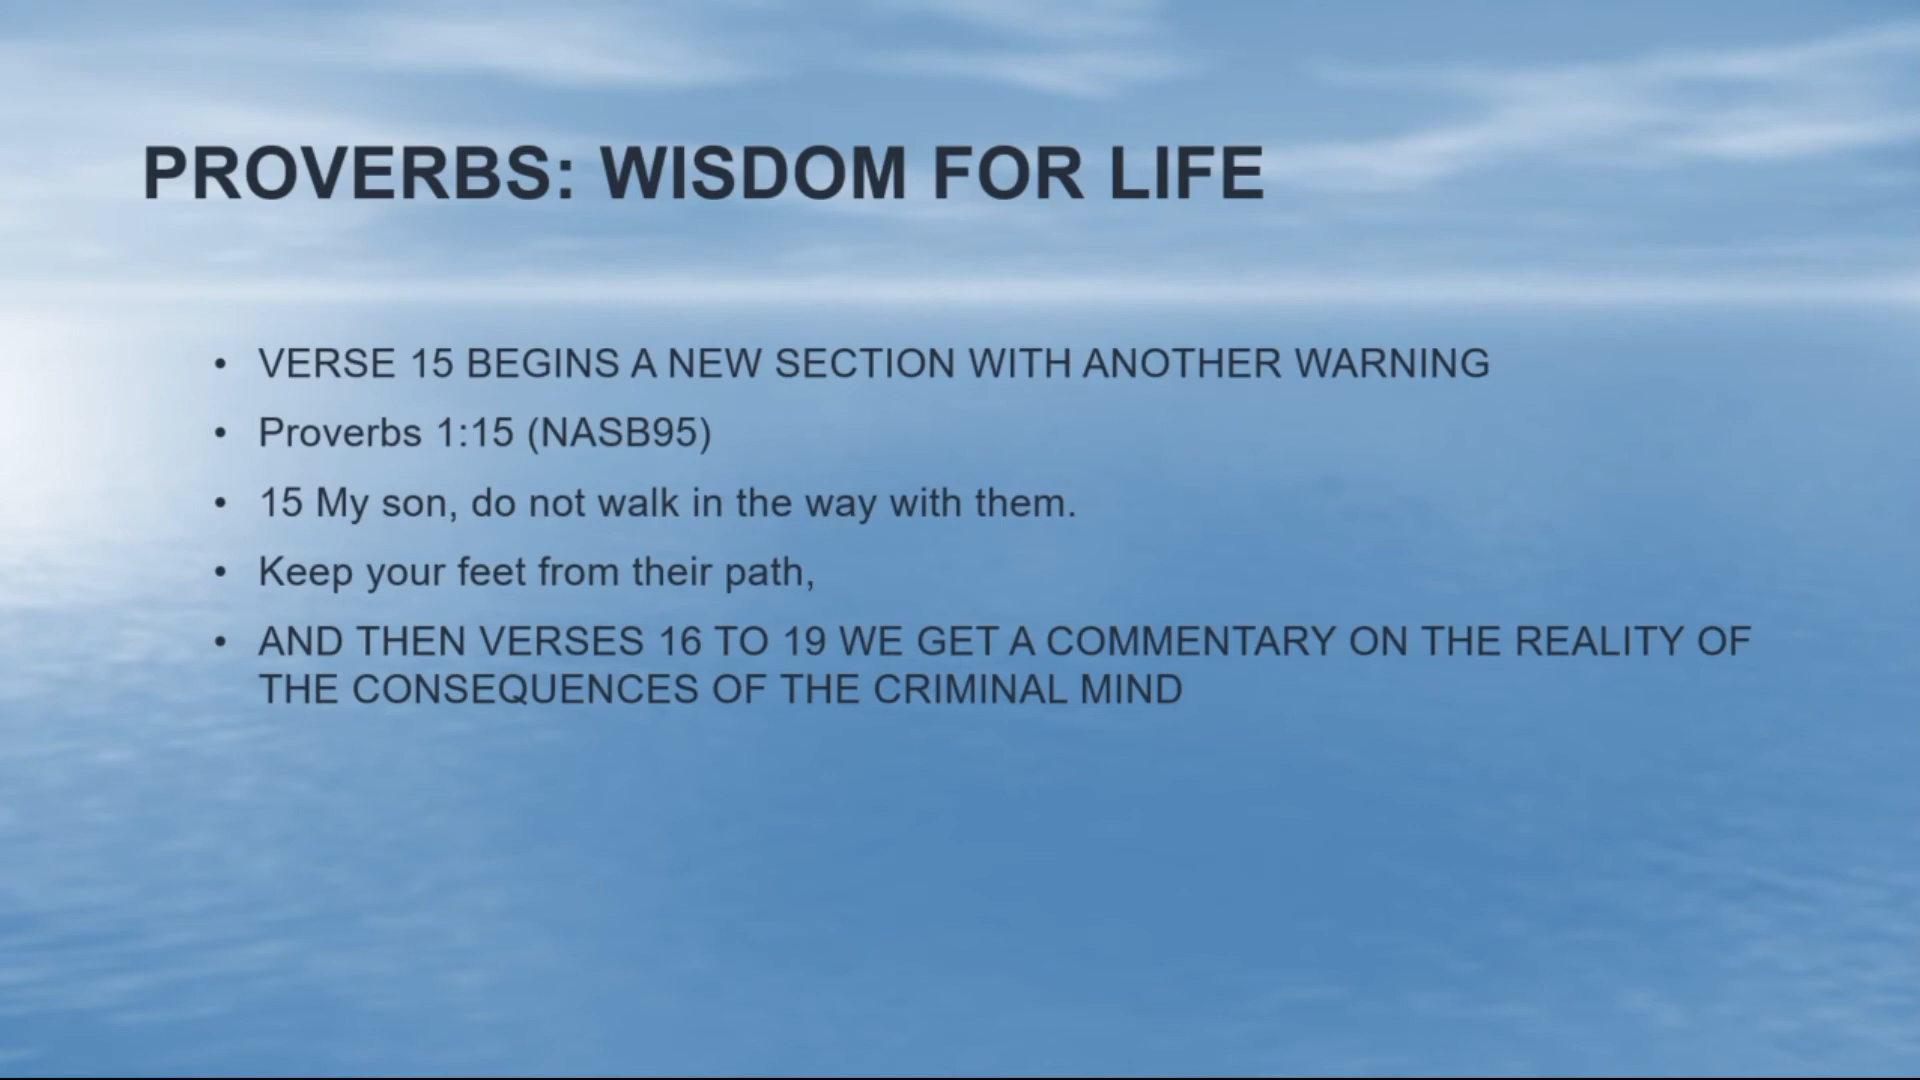 PROVERBS: WISDOM FOR LIFE
• VERSE 15 BEGINS A NEW SECTION WITH ANOTHER WARNING
• Proverbs 1:15 (NASB95)
• 15 My son, do not walk in the way with them.
• Keep your feet from their path,
• AND THEN VERSES 16 TO 19 WE GET A COMMENTARY ON THE REALITY OF
THE CONSEQUENCES OF THE CRIMINAL MIND